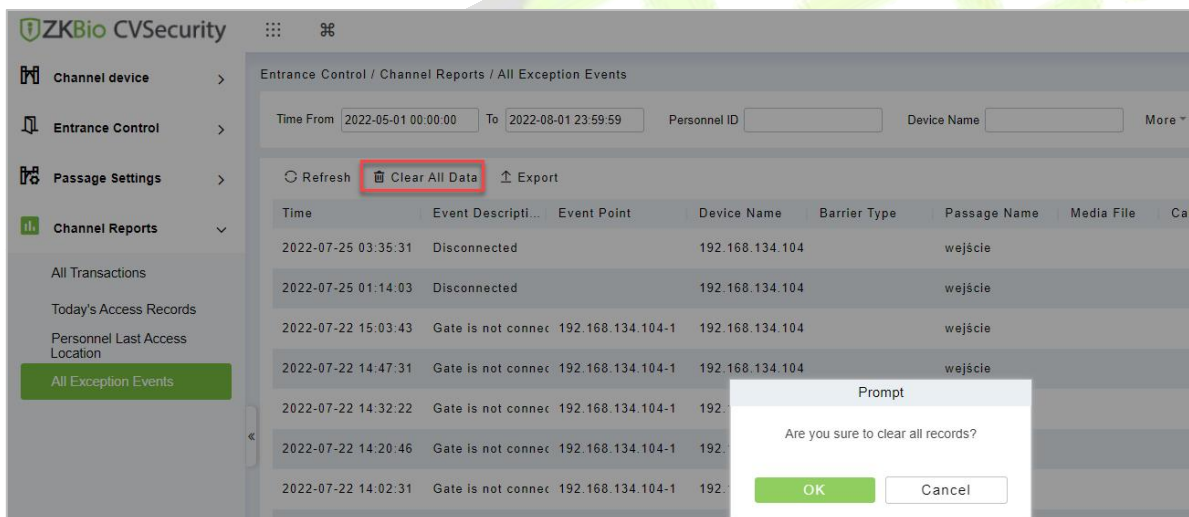 ZKBio CVSecurity
Channel device
Entrance Control
Passage Settings
Channel Reports
All Transactions
Today's Access Records
Personnel Last Access
Location
All Exception Events
Entrance Control / Channel Reports / All Exception Events
Time From 2022-05-01 00:00:00 To 2022-08-01 23:59:59 Personnel ID Device Name More
Refresh Clear All Data Export
Time Event Descripti... Event Point Device Name Barrier Type Passage Name Media File Ca
2022-07-25 03:35:31 Disconnected 192.168.134.104 wejście
2022-07-25 01:14:03 Disconnected 192.168.134.104 wejście
2022-07-22 15:03:43 Gate is not connec 192.168.134.104-1 192.168.134.104 wejście
2022-07-22 14:47:31 Gate is not connec 192.168.134.104-1 192.168.134.104 wejście
2022-07-22 14:32:22 Gate is not connec 192.168.134.104-1 192.
2022-07-22 14:20:46 Gate is not connec 192.168.134.104-1 192.
2022-07-22 14:02:31 Gate is not connec 192.168.134.104-1 192.
Prompt
Are you sure to clear all records?
OK Cancel